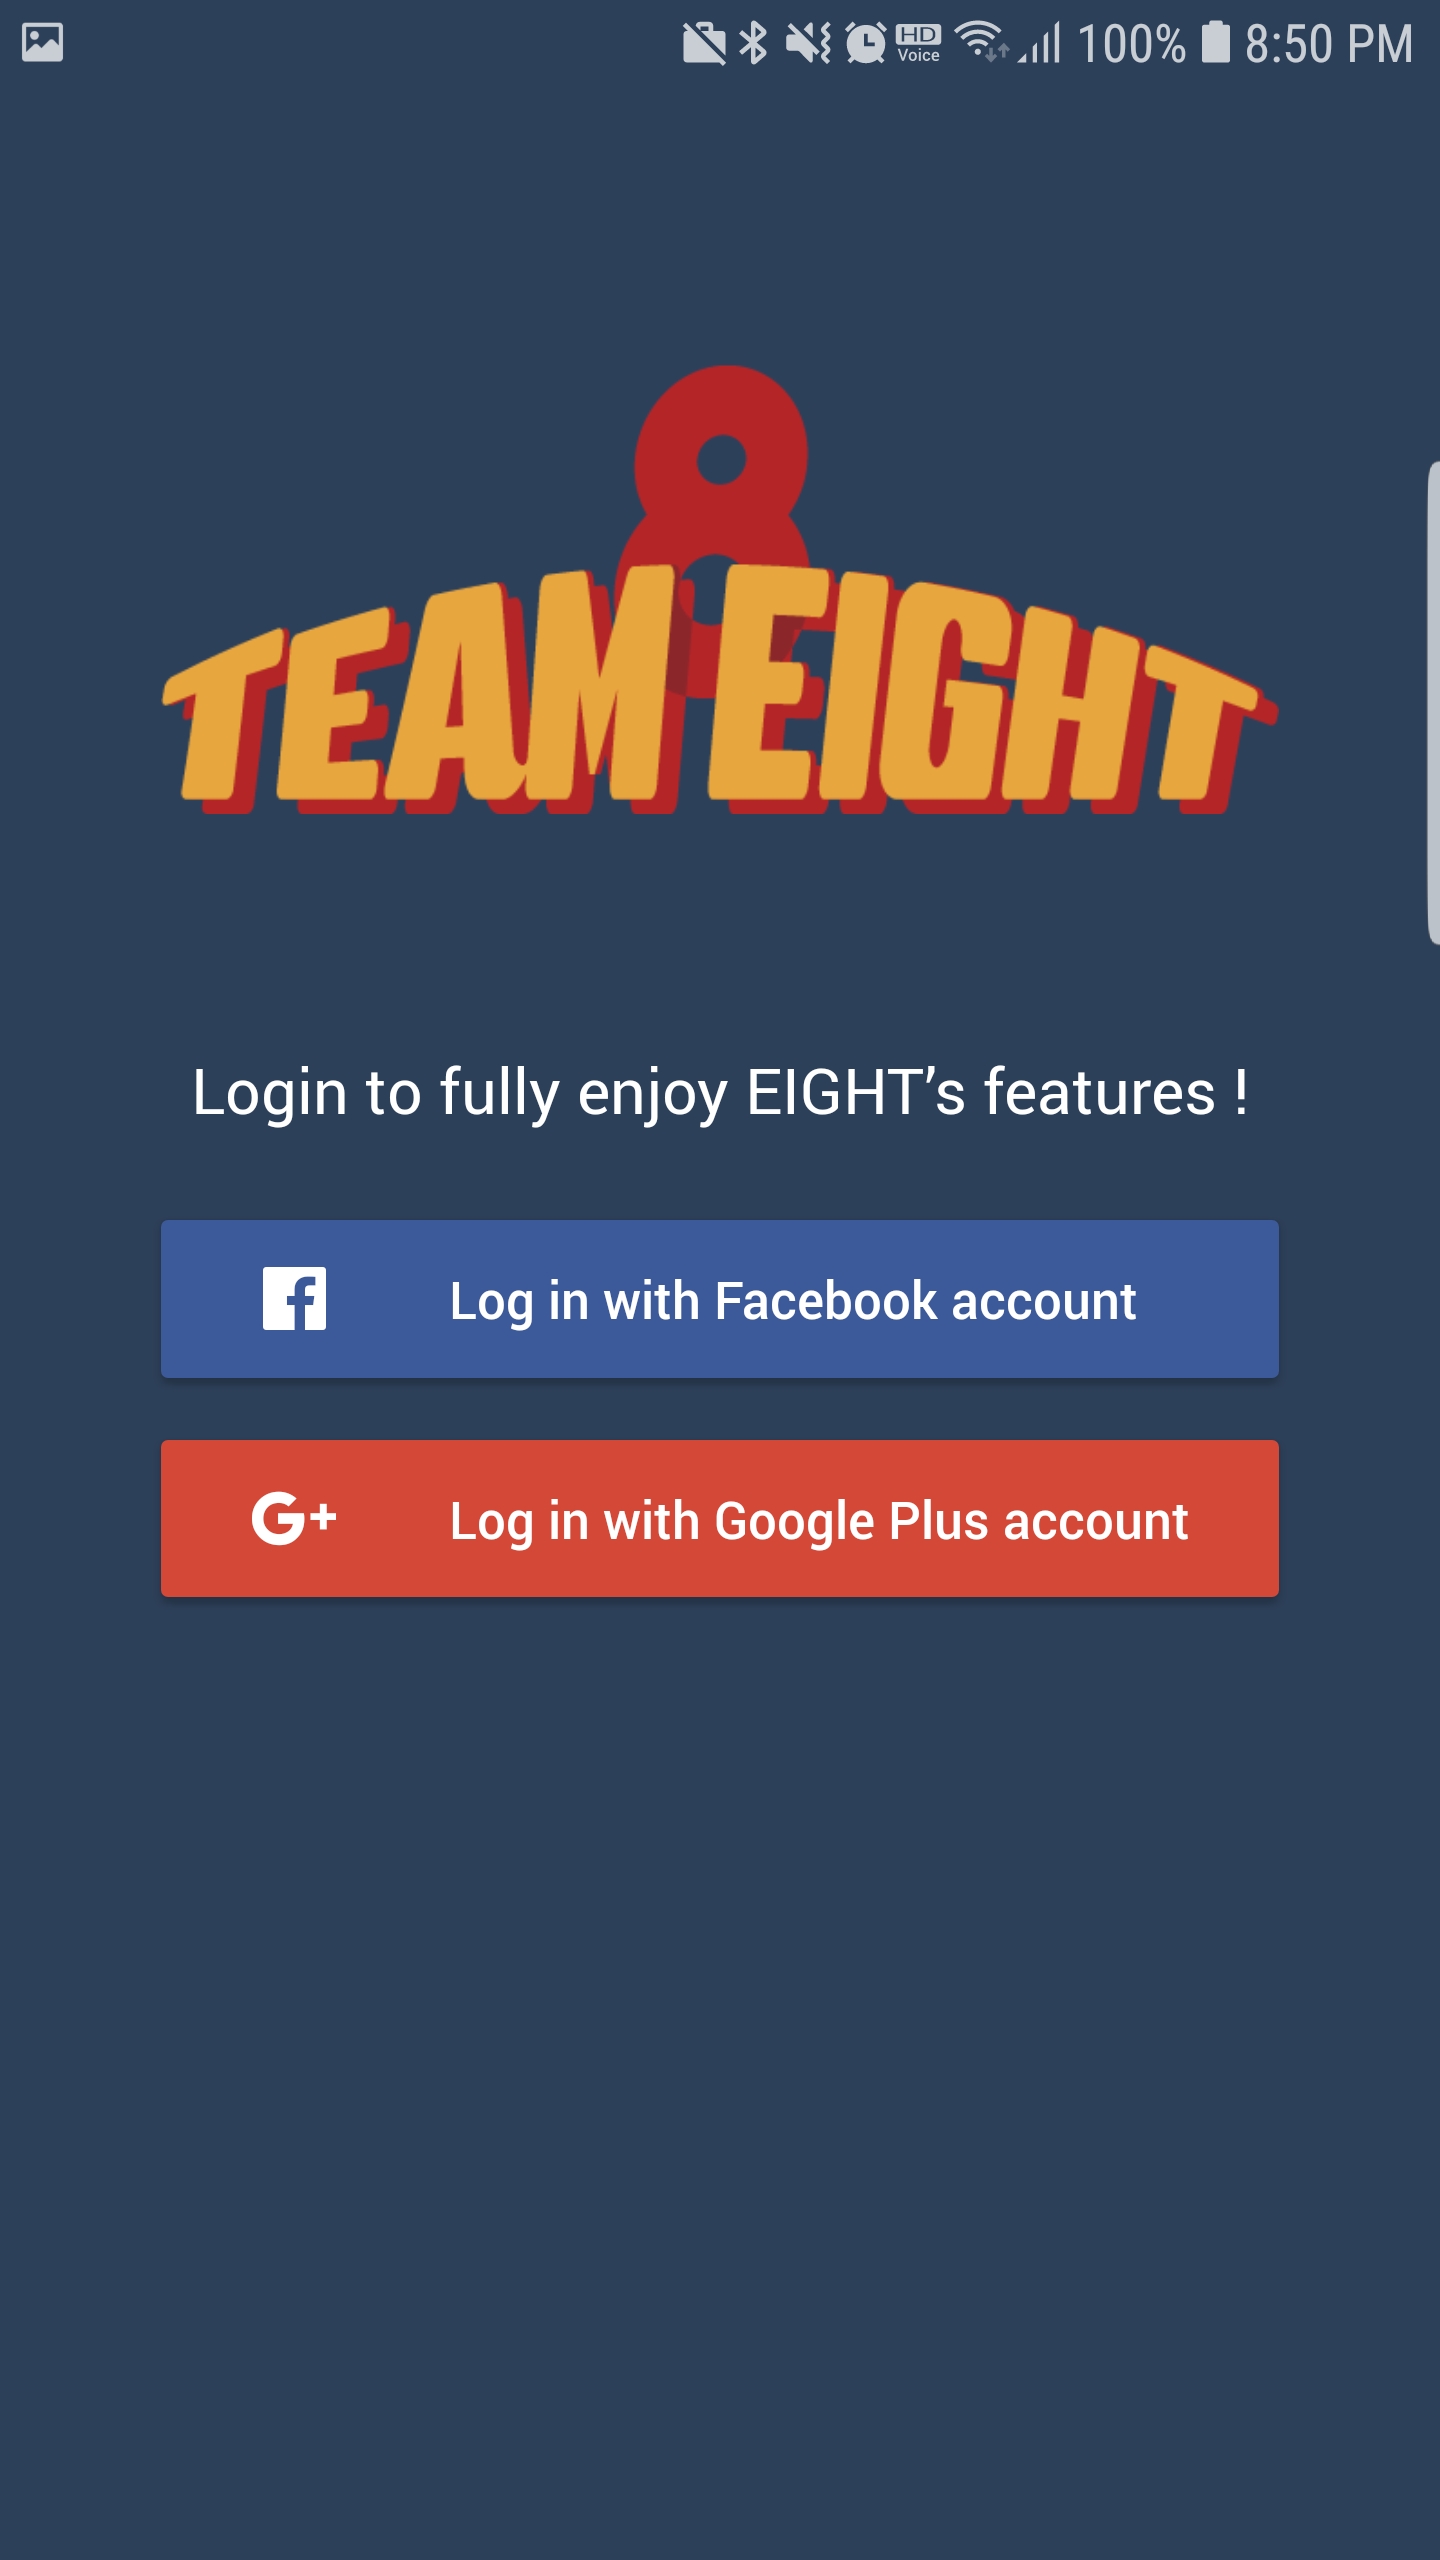 HD Voice 100% 8:50 PM
8
TEAM EIGHT
Login to fully enjoy EIGHT’s features !
Log in with Facebook account
G+ Log in with Google Plus account